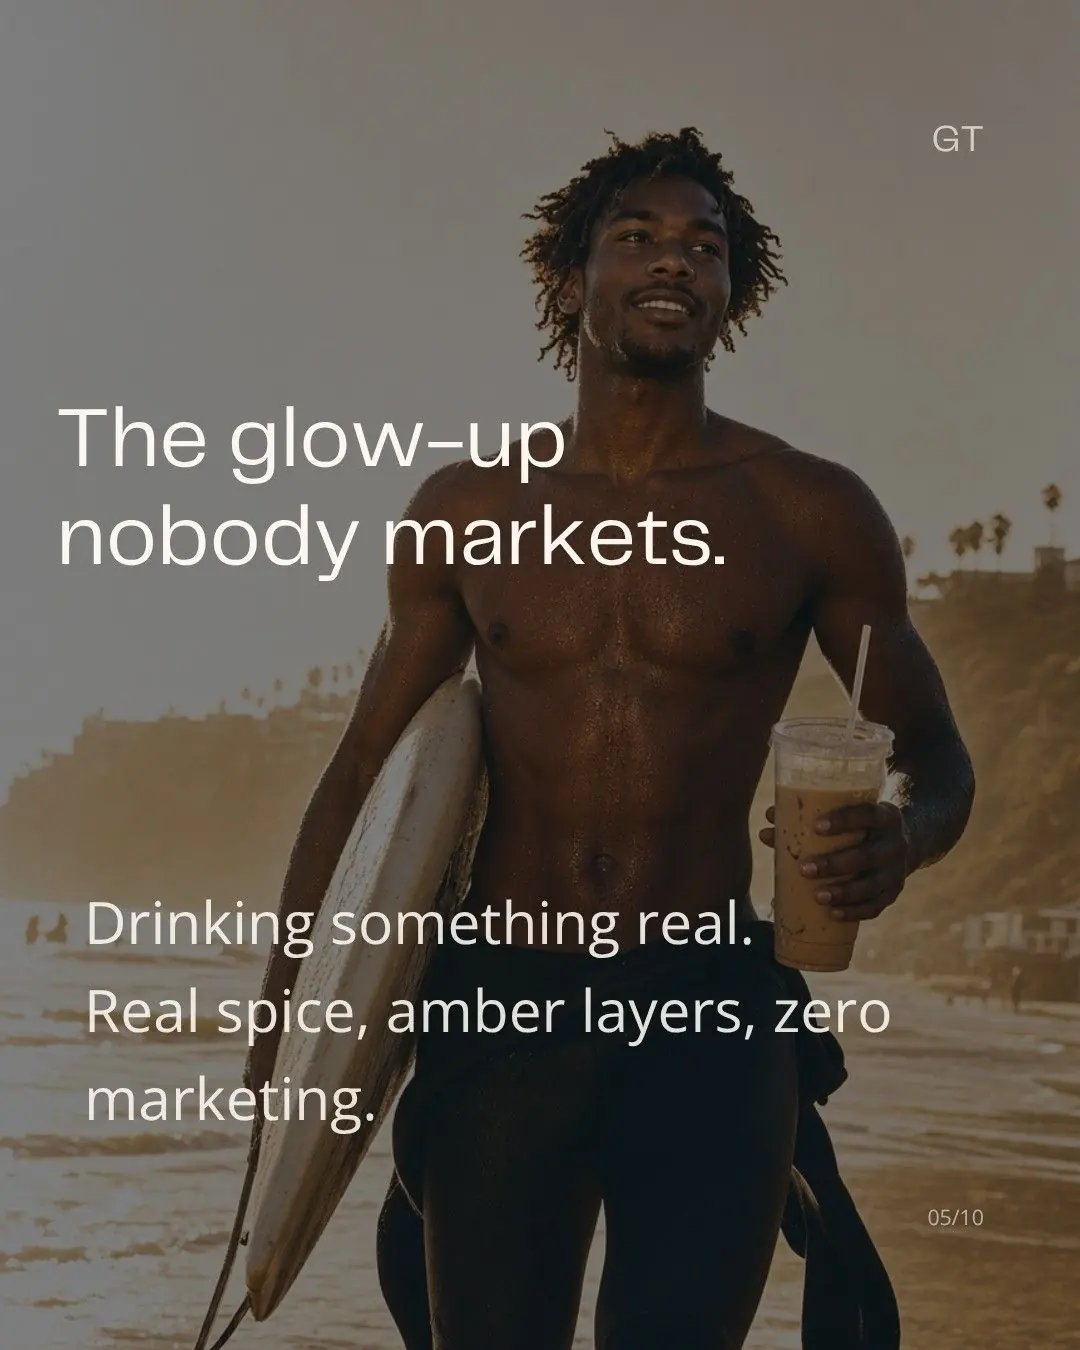 GT
The glow-up
nobody markets.
Drinking something real.
Real spice, amber layers, zero
marketing.
05/10